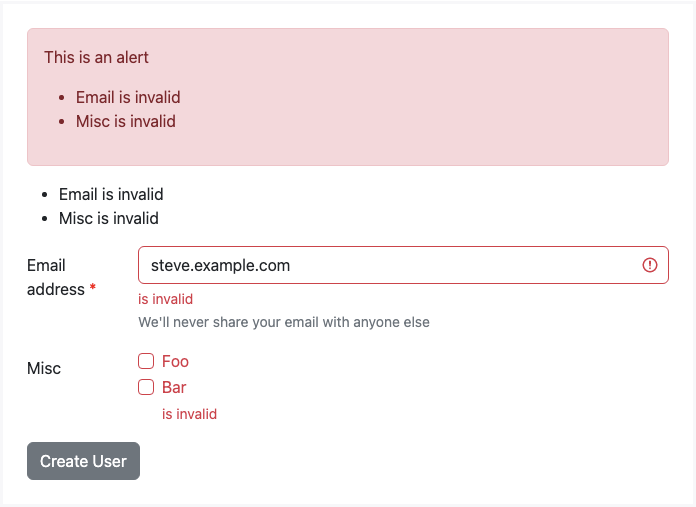 This is an alert
Email is invalid
Misc is invalid
Email is invalid
Misc is invalid
Email
address *
steve.example.com
is invalid
We'll never share your email with anyone else
Misc
Foo
Bar
is invalid
Create User